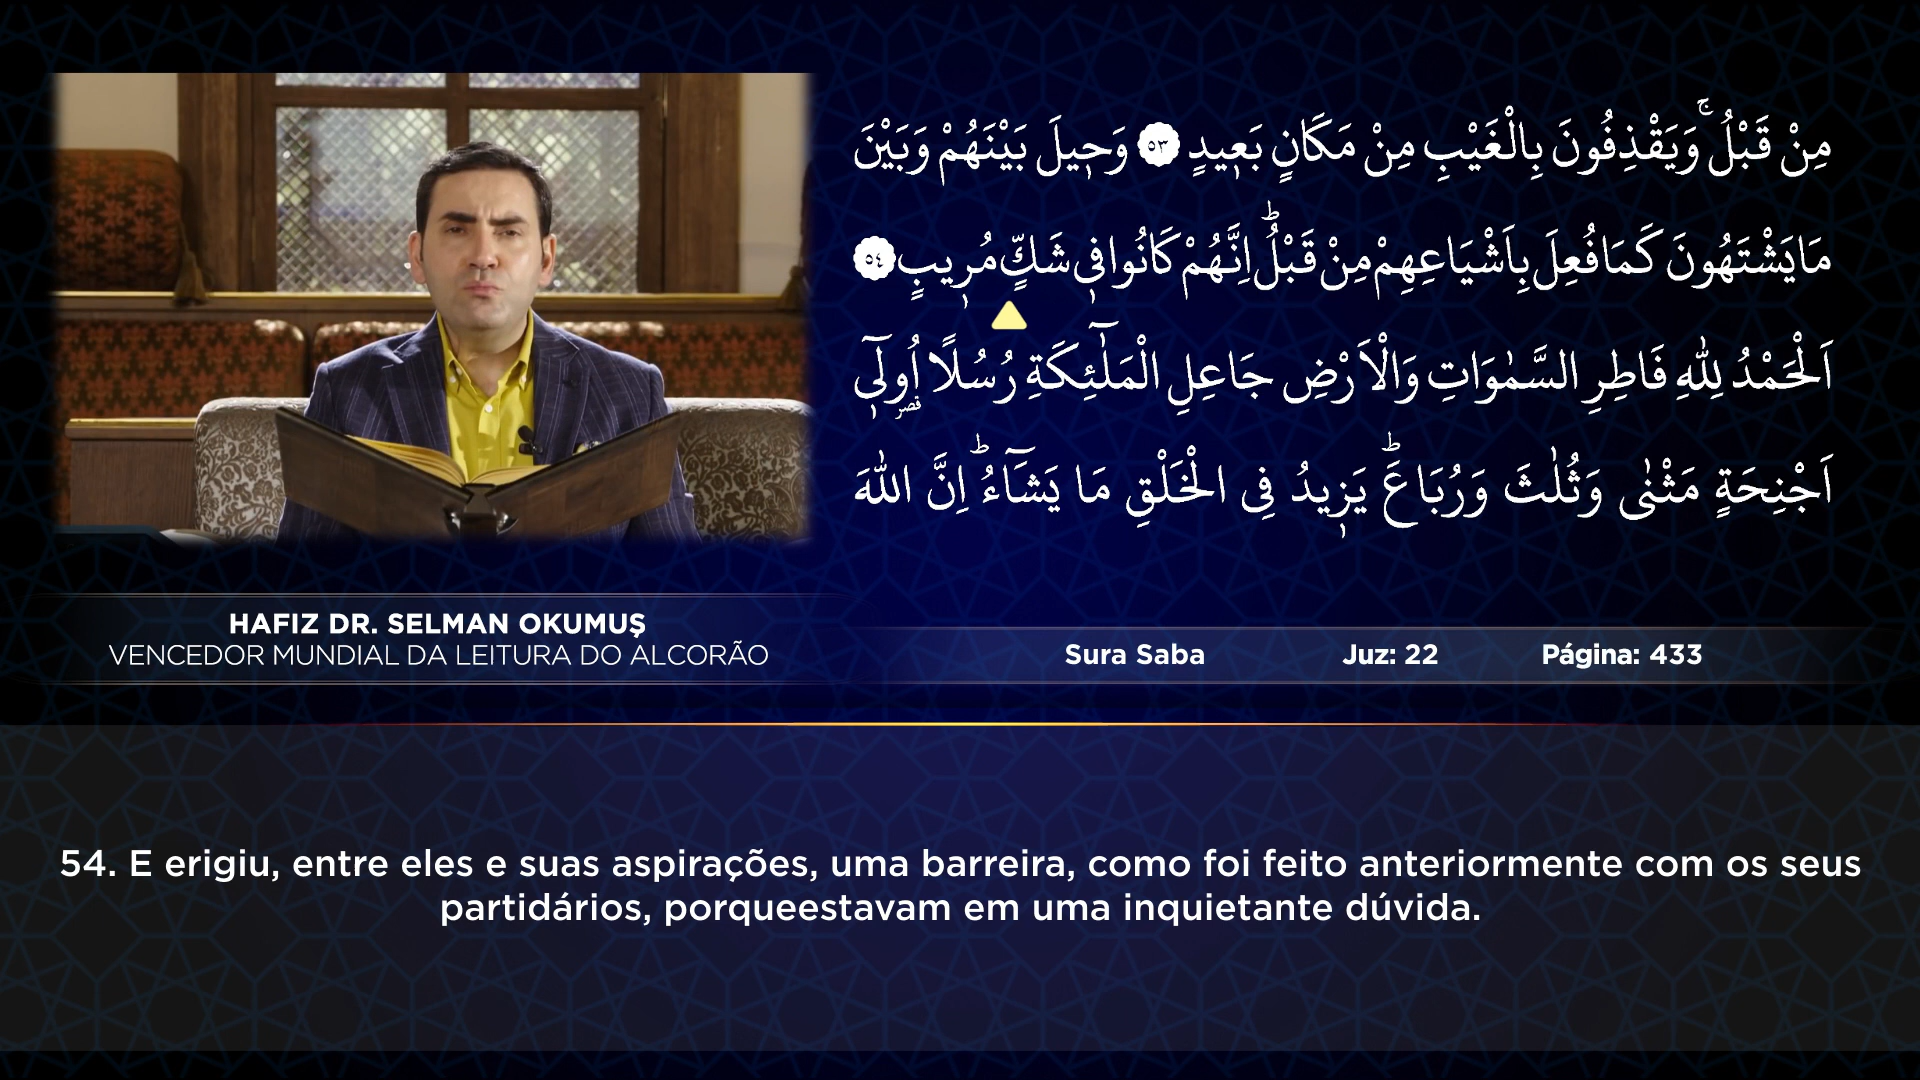 مِنْ قَبْلُۚ وَيَقْذِفُونَ بِالْغَيْبِ مِنْ مَكَانٍ بَعٖيدٍ ٥٣ وَحٖيلَ بَيْنَهُمْ وَبَيْنَ
مَايَشْتَهُونَ كَمَافُعِلَ بِاَشْيَاعِهِمْ مِنْ قَبْلُؕ اِنَّهُمْ كَانُوا فٖى شَكٍّ مُرٖيبٍ ٥٤
اَلْحَمْدُ لِلّٰهِ فَاطِرِ السَّمٰوَاتِ وَالْاَرْضِ جَاعِلِ الْمَلٰٓئِكَةِ رُسُلًا اُولٖٓى قصر
اَجْنِحَةٍ مَثْنٰى وَثُلٰثَ وَرُبَاعَؕ يَزٖيدُ فِى الْخَلْقِ مَا يَشَٓاءُؕ اِنَّ اللّٰهَ
HAFIZ DR. SELMAN OKUMUŞ
VENCEDOR MUNDIAL DA LEITURA DO ALCORÃO
Sura Saba Juz: 22 Página: 433
54. E erigiu, entre eles e suas aspirações, uma barreira, como foi feito anteriormente com os seus
partidários, porqueestavam em uma inquietante dúvida.